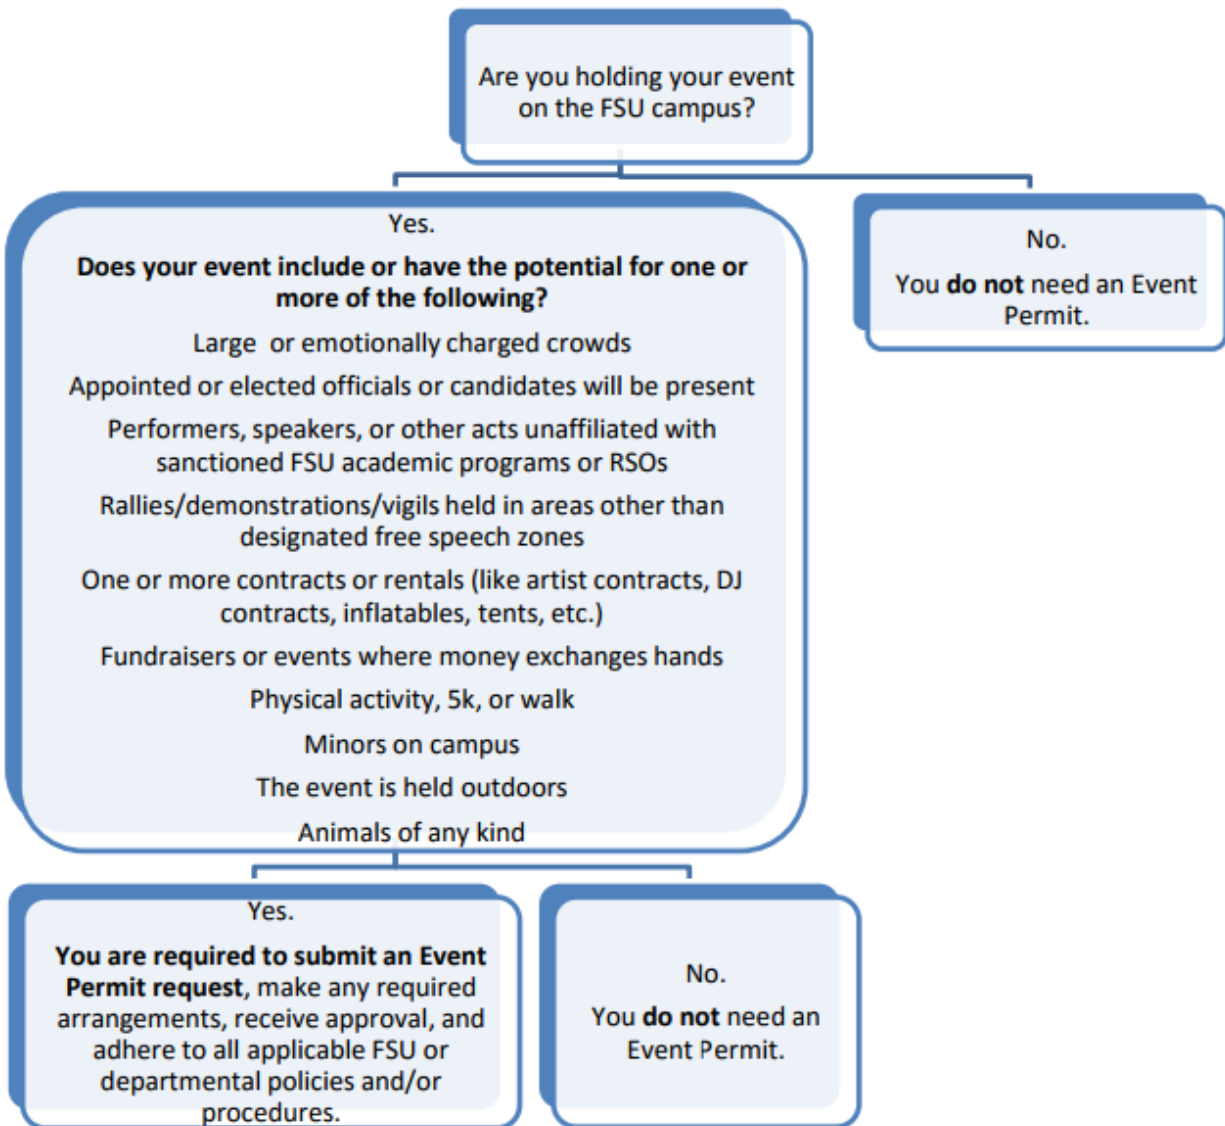 Are you holding your event
on the FSU campus?
Yes.
Does your event include or have the potential for one or
more of the following?
Large  or emotionally charged crowds
Appointed or elected officials or candidates will be present
Performers, speakers, or other acts unaffiliated with
sanctioned FSU academic programs or RSOs
Rallies/demonstrations/vigils held in areas other than
designated free speech zones
One or more contracts or rentals (like artist contracts, DJ
contracts, inflatables, tents, etc.)
Fundraisers or events where money exchanges hands
Physical activity, 5k, or walk
Minors on campus
The event is held outdoors
Animals of any kind
No.
You do not need an Event
Permit.
Yes.
You are required to submit an Event
Permit request, make any required
arrangements, receive approval, and
adhere to all applicable FSU or
departmental policies and/or
procedures.
No.
You do not need an
Event Permit.